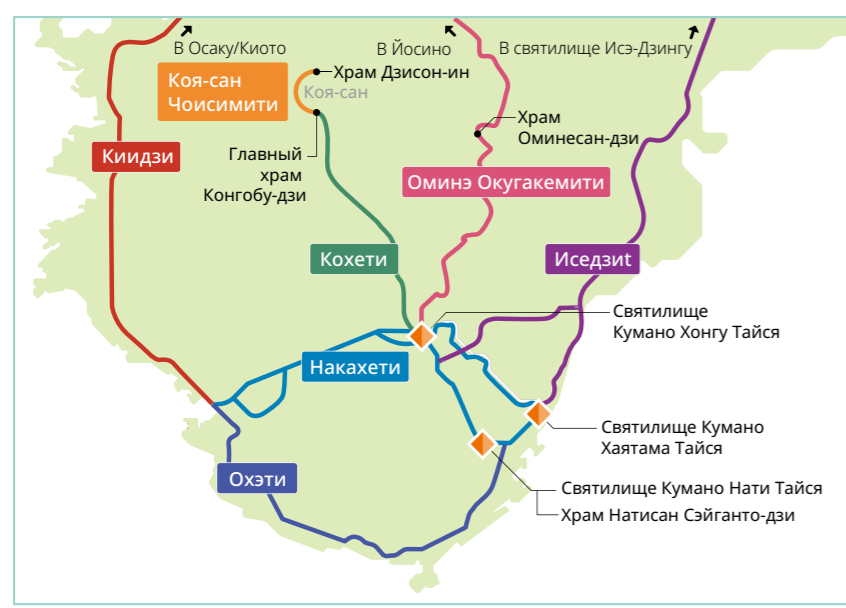 В Осаку/Киото
В Йосино
В святилище Исэ-Дзингу
Коя-сан
Чоисимити
Храм Дзисон-ин
Коя-сан
Храм
Оминесан-дзи
Киидзи
Главный
храм
Конгобу-дзи
Оминэ Окугакемити
Кохети
Иседзиt
Святилище
Кумано Хонгу Тайся
Накахети
Святилище Кумано
Хаятама Тайся
Охэти
Святилище Кумано Нати Тайся
Храм Натисан Сэйганто-дзи